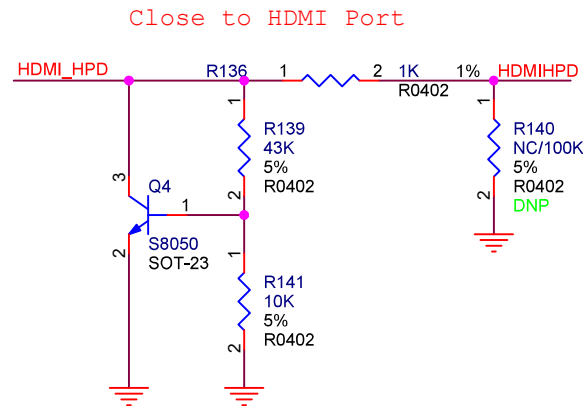 Close to HDMI Port
HDMI_HPD
R136
1
2
1K
1%
HDMIHPD
R0402
1
R139
43K
5%
R0402
2
1
R140
NC/100K
5%
R0402
DNP
2
3
Q4
1
2
S8050
SOT-23
1
R141
10K
5%
R0402
2